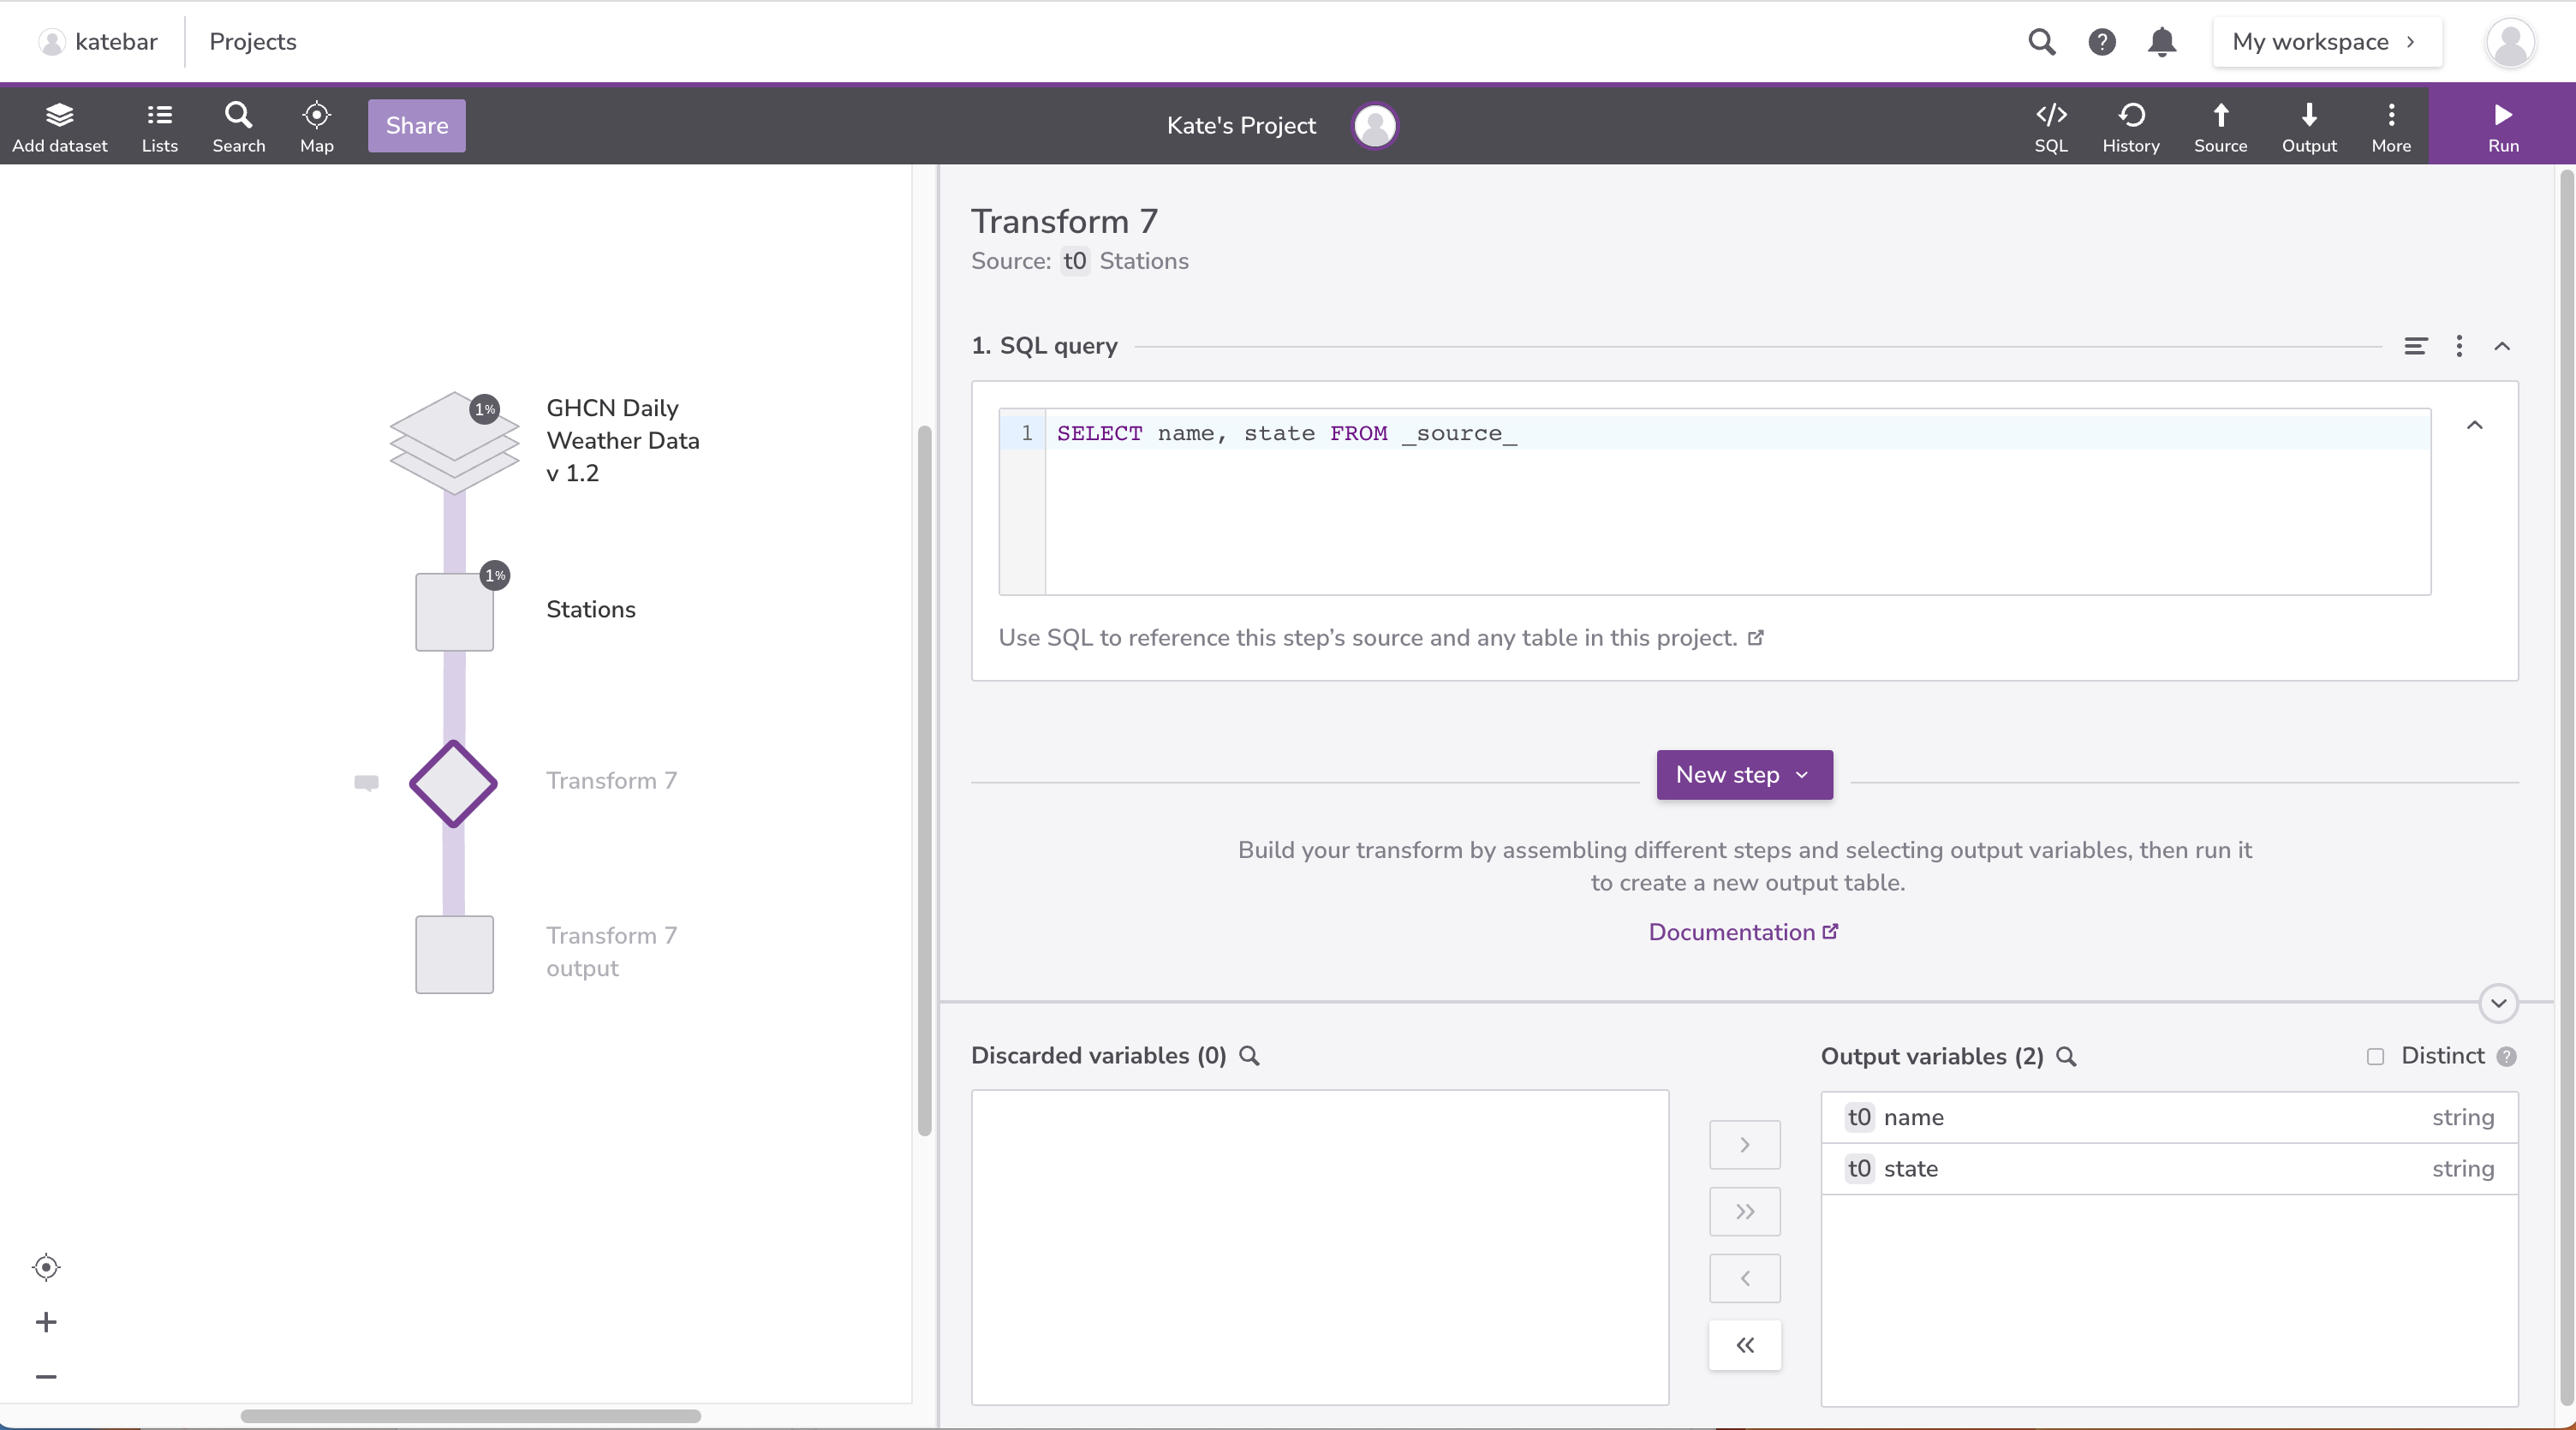 katebar
Projects
?
My workspace
Add dataset
Lists
Search
Map
Share
Kate's Project
SQL
History
Source
Output
More
Run
1%
GHCN Daily
Weather Data
v 1.2
1%
Stations
Transform 7
Transform 7
output
Transform 7
Source: t0 Stations
1. SQL query
1
SELECT name, state FROM _source_
Use SQL to reference this step's source and any table in this project.
New step
Build your transform by assembling different steps and selecting output variables, then run it
to create a new output table.
Documentation
Discarded variables (0)
Output variables (2)
Distinct ?
t0 name string
t0 state string